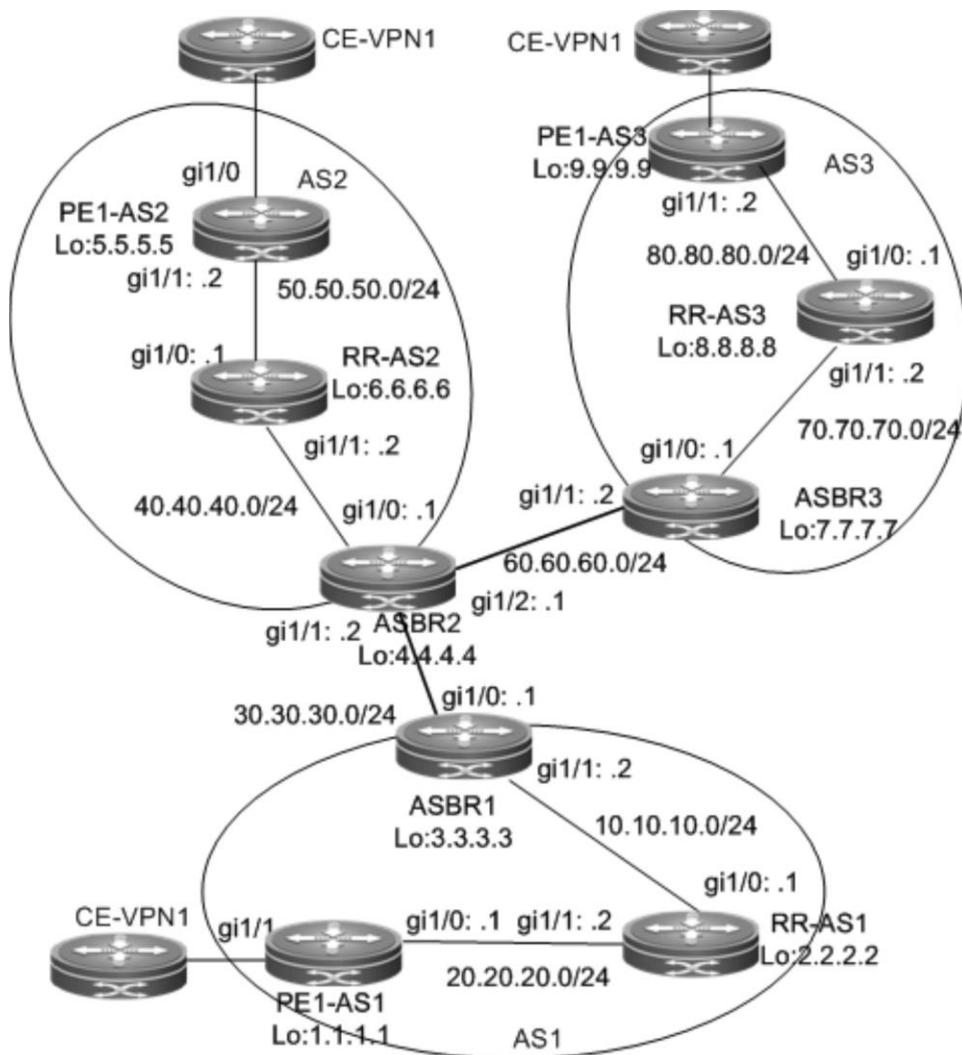 CE-VPN1
CE-VPN1
PE1-AS3
Lo:9.9.9.9
AS3
gi1/0
AS2
gi1/1: .2
PE1-AS2
Lo:5.5.5.5
80.80.80.0/24
gi1/0: .1
gi1/1: .2
50.50.50.0/24
RR-AS3
Lo:8.8.8.8
gi1/0: .1
RR-AS2
Lo:6.6.6.6
gi1/1: .2
gi1/1: .2
70.70.70.0/24
gi1/0: .1
40.40.40.0/24
gi1/0: .1
gi1/1: .2
ASBR3
Lo:7.7.7.7
60.60.60.0/24
gi1/2: .1
gi1/1: .2
ASBR2
Lo:4.4.4.4
gi1/0: .1
30.30.30.0/24
gi1/1: .2
ASBR1
Lo:3.3.3.3
10.10.10.0/24
gi1/0: .1
CE-VPN1
gi1/1
gi1/0: .1
gi1/1: .2
RR-AS1
Lo:2.2.2.2
20.20.20.0/24
PE1-AS1
Lo:1.1.1.1
AS1